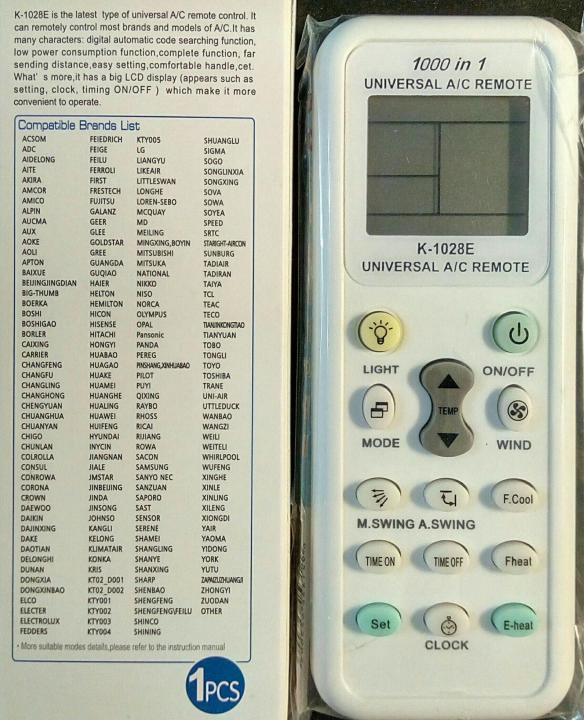 K-1028E is the latest type of universal A/C remote control. It
can remotely control most brands and models of A/C.It has
many characters: digital automatic code searching function,
low power consumption function,complete function, far
sending distance,easy setting,comfortable handle,cet.
What's more,it has a big LCD display (appears such as
setting, clock, timing ON/OFF ) which make it more
convenient to operate.
Compatible Brands List
ACSOM FEIEDRICH KTY005 SHUANGLU
ADC FEIGE LG SIGMA
AIDELONG FEILU LIANGYU SOGO
AITE FERROLI LIKEAIR SONGLINXIA
AKIRA FIRST LITTLESWAN SONGXING
AMCOR FRESTECH LONGHE SOVA
AMICO FUJITSU LOREN-SEBO SOWA
ALPIN GALANZ MCQUAY SOYEA
AUCMA GEER MD SPEED
AUX GLEE MEILING SRTC
AOKE GOLDSTAR MINGXING,BOYIN STARIGHT-AIRCON
AOLI GREE MITSUBISHI SUNBURG
APTON GUANGDA MITSUKA TADIAIR
BAIXUE GUQIAO NATIONAL TADIRAN
BEIJINGJINGDIAN HAIER NIKKO TAIYA
BIG-THUMB HELTON NISO TCL
BOERKA HEMILTON NORCA TEAC
BOSHI HICON OLYMPUS TECO
BOSHIGAO HISENSE OPAL TIANJINKONGTIAO
BORLER HITACHI Pansonic TIANYUAN
CAIXING HONGYI PANDA TOBO
CARRIER HUABAO PEREG TONGLI
CHANGFENG HUAGAO PINSHANG,XINHUABAO TOYO
CHANGFU HUAKE PILOT TOSHIBA
CHANGLING HUAMEI PUYI TRANE
CHANGHONG HUANGHE QIXING UNI-AIR
CHENGYUAN HUALING RAYBO UTTLEDUCK
CHUANGHUA HUAWEI RHOSS WANBAO
CHUANYAN HUIFENG RICAI WANGZI
CHIGO HYUNDAI RIJIANG WEILI
CHUNLAN INYCIN ROWA WEITELI
COLROLLA JIANGNAN SACON WHIRLPOOL
CONSUL JIALE SAMSUNG WUFENG
CONROWA JMSTAR SANYO NEC XINGHE
CORONA JINBEIJING SANZUAN XINLE
CROWN JINDA SAPORO XINLING
DAEWOO JINSONG SAST XILENG
DAIKIN JOHNSO SENSOR XIONGDI
DAJINXING KANGLI SERENE YAIR
DAKE KELONG SHAMEI YAOMA
DAOTIAN KLIMATAIR SHANGLING YIDONG
DELONGHI KONKA SHANYE YORK
DUNAN KRIS SHANXING YUTU
DONGXIA KT02_D001 SHARP
DONGXINBAO KT02_D002 SHENBAO ZHONGYI
ELCO KTY001 SHENGFENG ZUODAN
ELECTER KTY002 SHENGFENG\FEILU OTHER
ELECTROLUX KTY003 SHINCO
FEDDERS KTY004 SHINING
• More suitable modes details,please refer to the instruction manual
1PCS
1000 in 1
UNIVERSAL A/C REMOTE
K-1028E
UNIVERSAL A/C REMOTE
LIGHT ON/OFF
TEMP
MODE WIND
F.Cool
M.SWING A.SWING
TIME ON TIME OFF Fheat
Set E-heat
CLOCK